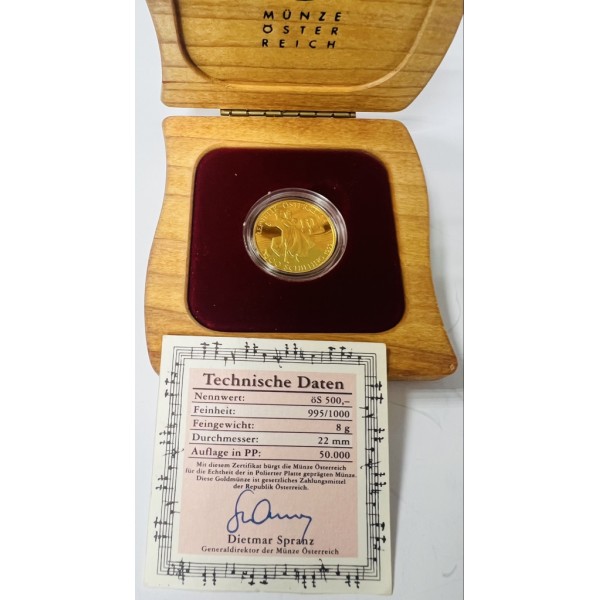 MÜNZE
ÖSTER
REICH
Technische Daten
Nennwert: öS 500,–
Feinheit: 995/1000
Feingewicht: 8 g
Durchmesser: 22 mm
Auflage in PP: 50.000
Mit diesem Zertifikat bürgt die Münze Österreich
für die Echtheit der in Polierter Platte geprägten Münze.
Diese Goldmünze ist gesetzliches Zahlungsmittel
der Republik Österreich.
Dietmar Spranz
Generaldirektor der Münze Österreich